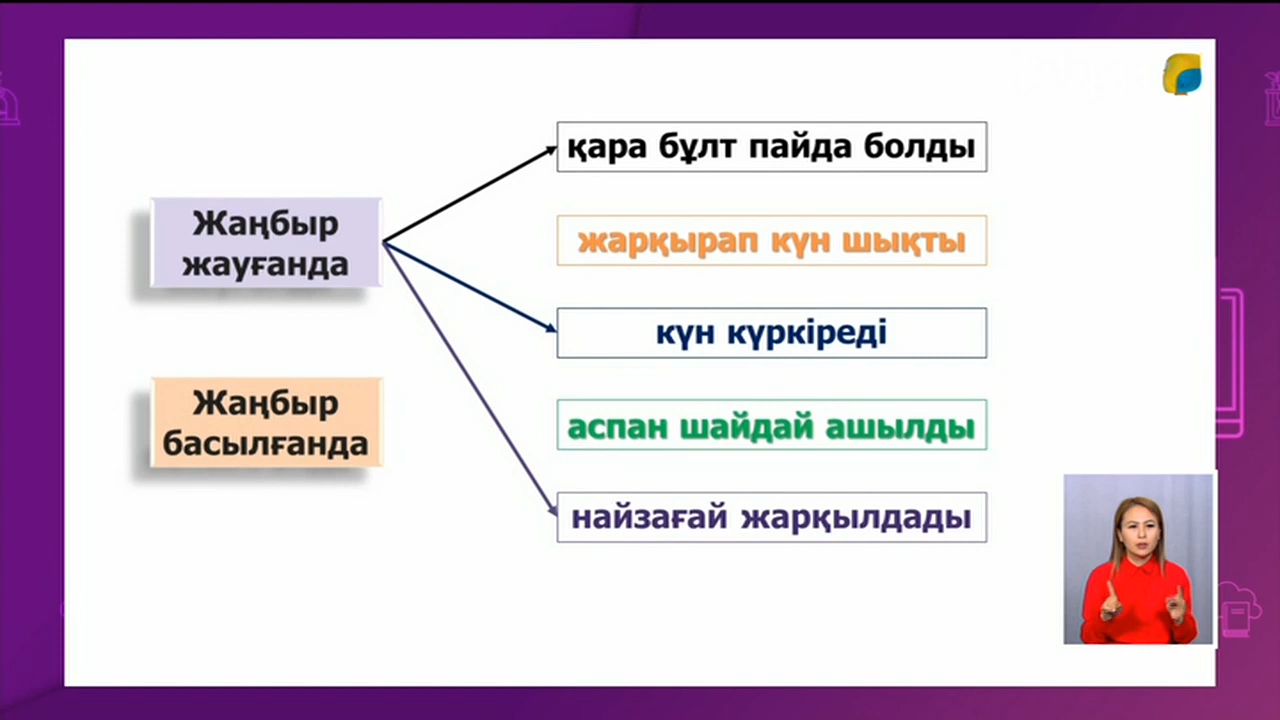 Жаңбыр
жауғанда
Жаңбыр
басылғанда
қара бұлт пайда болды
жарқырап күн шықты
күн күркіреді
аспан шайдай ашылды
найзағай жарқылдады